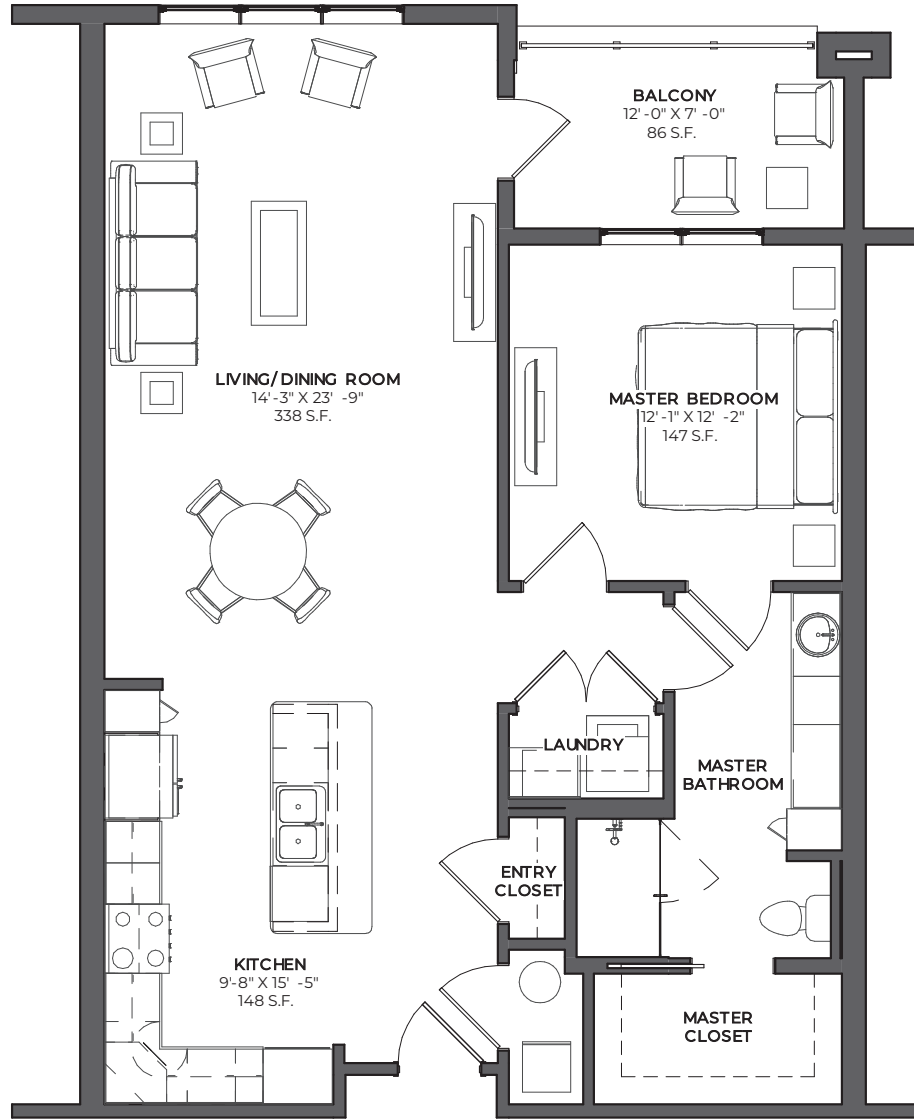 BALCONY
12'-0" X 7'-0"
86 S.F.
LIVING/DINING ROOM
14'-3" X 23'-9"
338 S.F.
MASTER BEDROOM
12'-1" X 12'-2"
147 S.F.
LAUNDRY
MASTER
BATHROOM
ENTRY
CLOSET
KITCHEN
9'-8" X 15'-5"
148 S.F.
MASTER
CLOSET